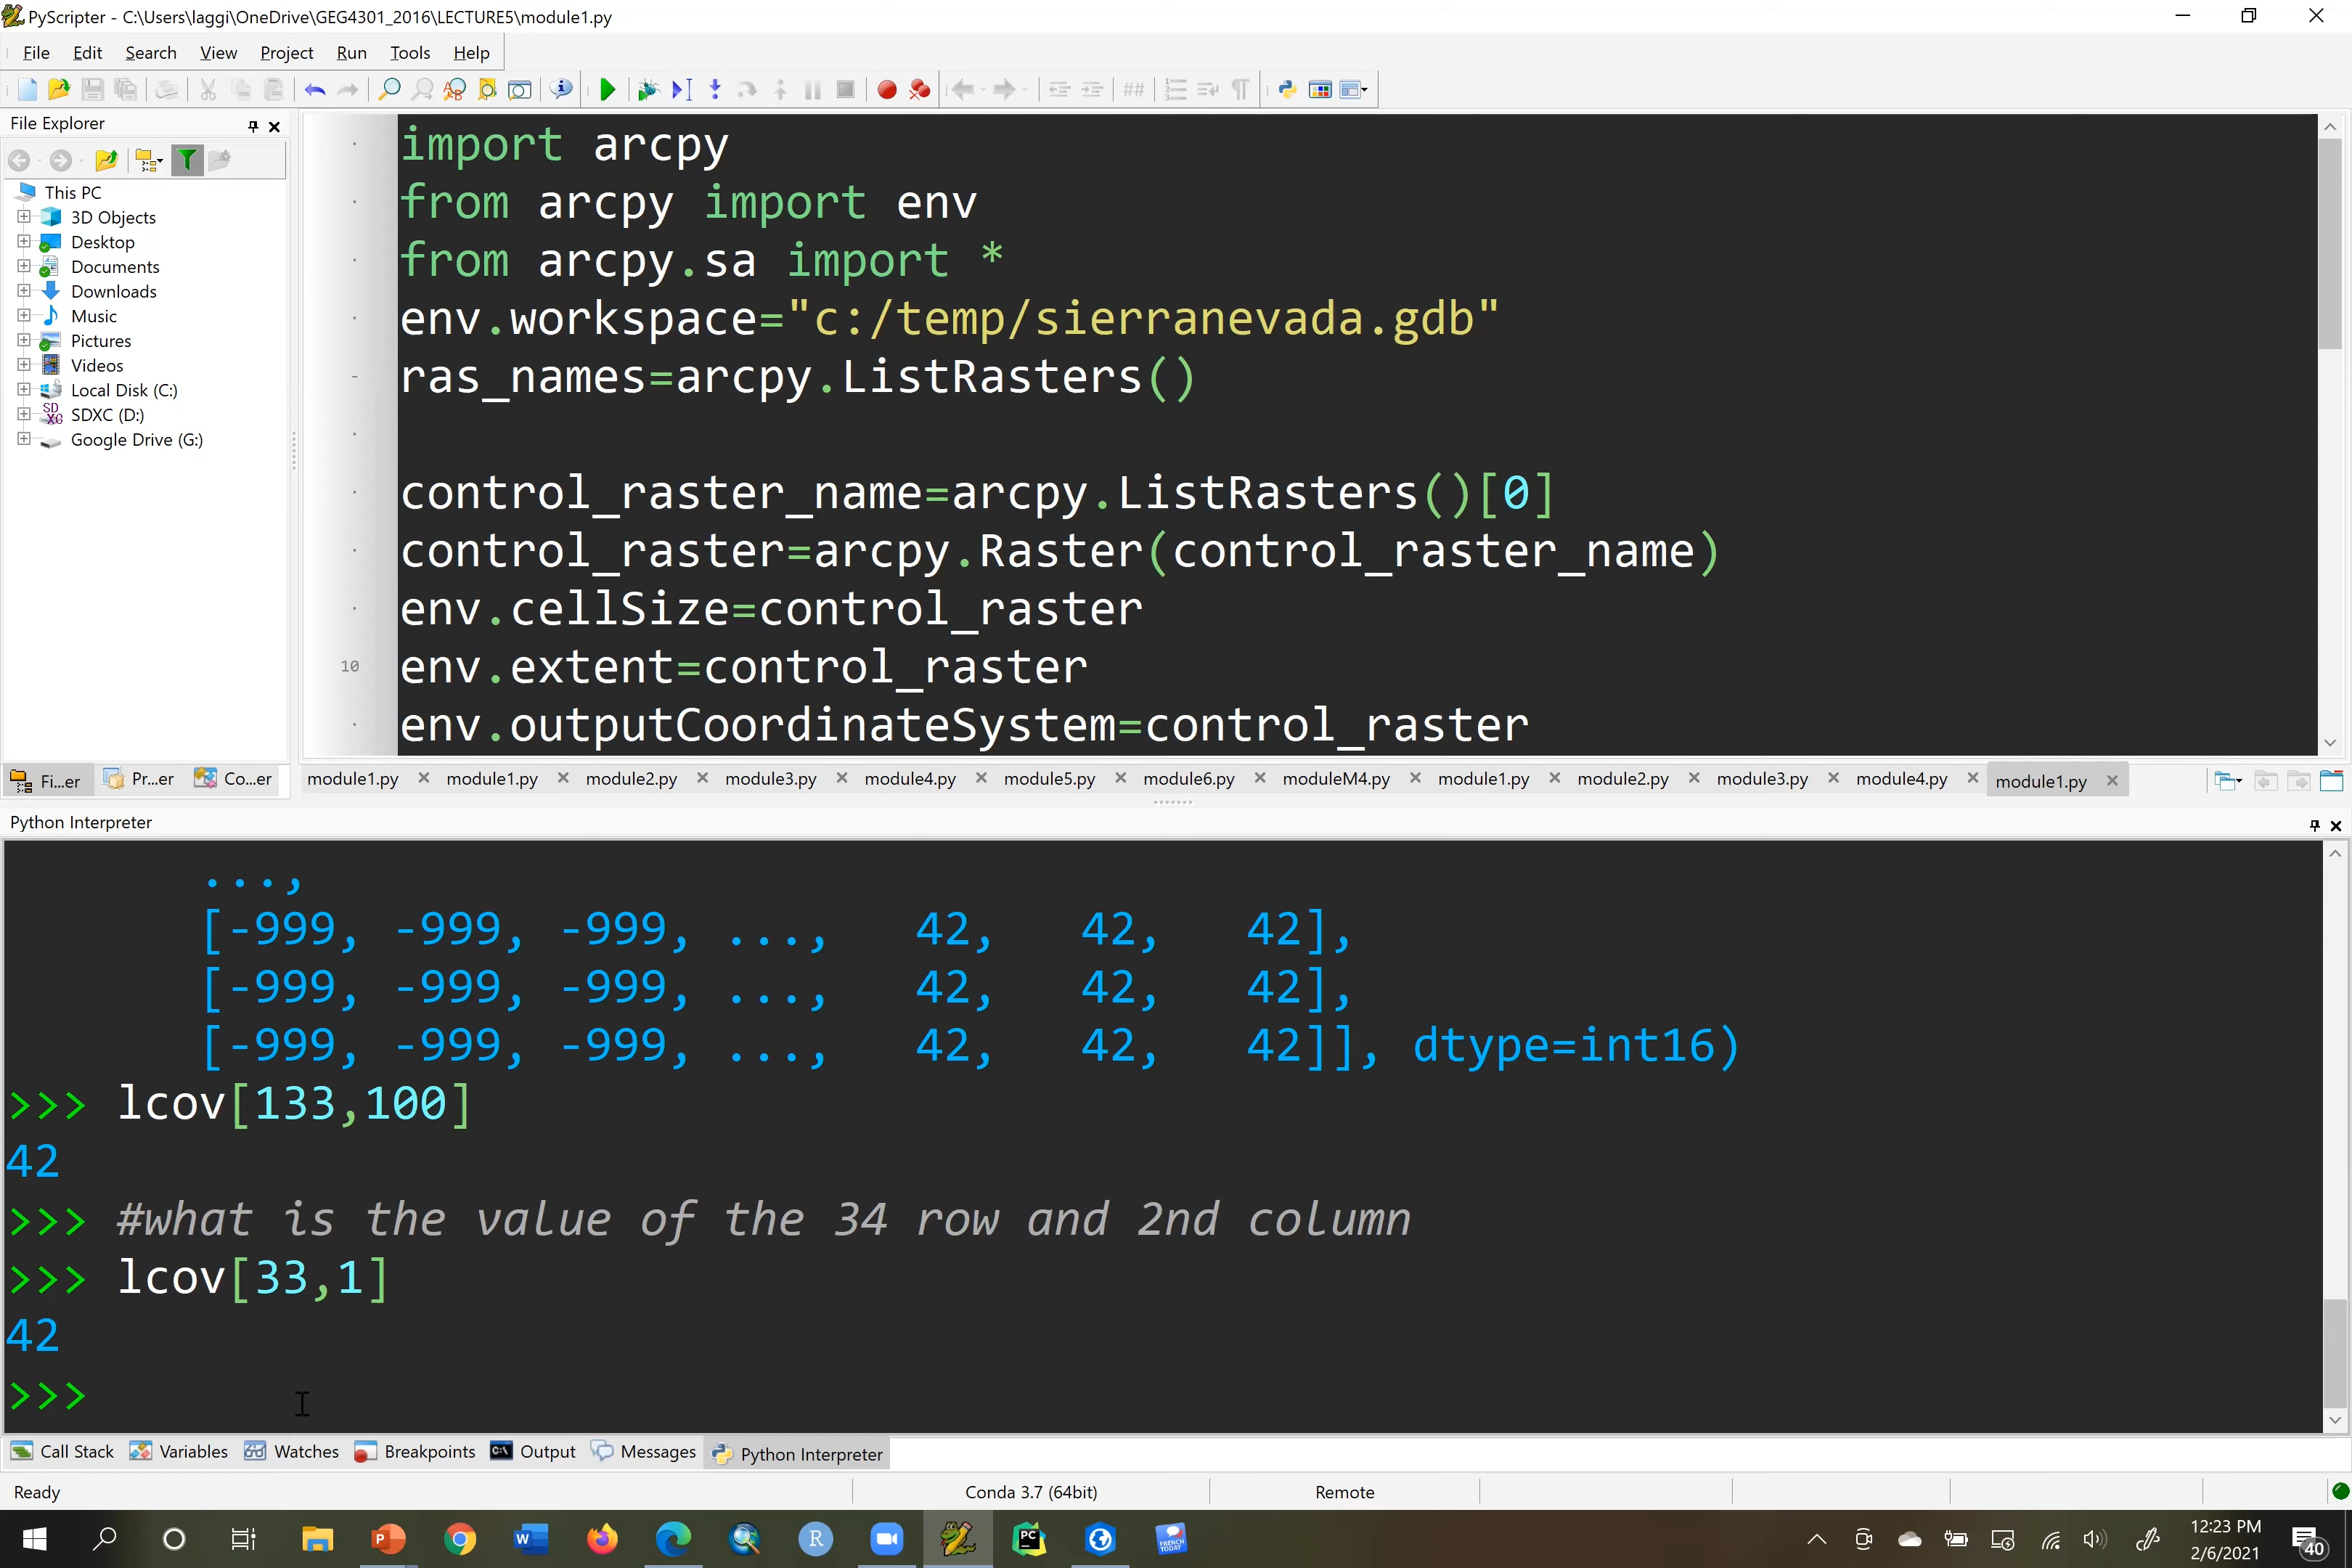 PyScripter - C:\Users\laggi\OneDrive\GEG4301_2016\LECTURE5\module1.py
File Edit Search View Project Run Tools Help
File Explorer
This PC
3D Objects
Desktop
Documents
Downloads
Music
Pictures
Videos
Local Disk (C:)
SDXC (D:)
Google Drive (G:)
Fi...er Pr...er Co...er
import arcpy
from arcpy import env
from arcpy.sa import *
env.workspace="c:/temp/sierranevada.gdb"
ras_names=arcpy.ListRasters()
control_raster_name=arcpy.ListRasters()[0]
control_raster=arcpy.Raster(control_raster_name)
env.cellSize=control_raster
10 env.extent=control_raster
env.outputCoordinateSystem=control_raster
module1.py module1.py module2.py module3.py module4.py module5.py module6.py moduleM4.py module1.py module2.py module3.py module4.py module1.py
Python Interpreter
...,
[-999, -999, -999, ..., 42, 42, 42],
[-999, -999, -999, ..., 42, 42, 42],
[-999, -999, -999, ..., 42, 42, 42]], dtype=int16)
>>> lcov[133,100]
42
>>> #what is the value of the 34 row and 2nd column
>>> lcov[33,1]
42
>>>
Call Stack Variables Watches Breakpoints Output Messages Python Interpreter
Ready Conda 3.7 (64bit) Remote
12:23 PM
2/6/2021
40